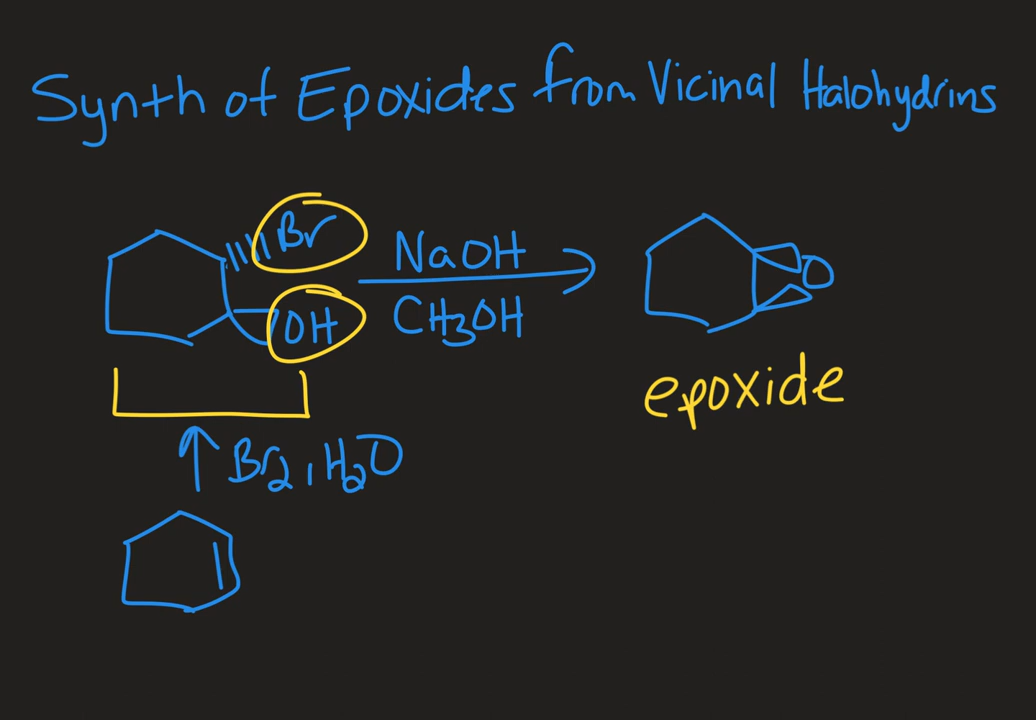 Synth of Epoxides from Vicinal Halohydrins
Br
NaOH
OH
CH3OH
O
epoxide
Br2, H2O